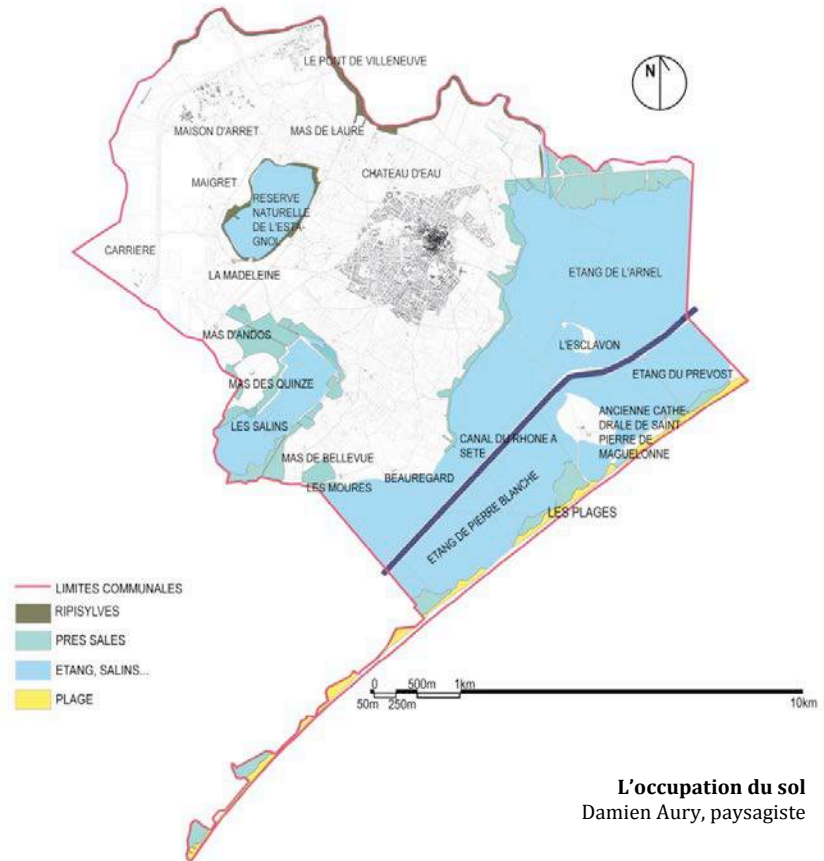 LE PONT DE VILLENEUVE
N
MAISON D'ARRET
MAS DE LAURE
MAIGRET
CHATEAU D'EAU
RESERVE
NATURELLE
DE L'ESTA-
GNOL
CARRIERE
LA MADELEINE
ETANG DE L'ARNEL
MAS D'ANDOS
L'ESCLAVON
ETANG DU PREVOST
MAS DES QUINZE
ANCIENNE CATHE-
DRALE DE SAINT
PIERRE DE
MAGUELONNE
LES SALINS
CANAL DU RHONE A
SETE
MAS DE BELLEVUE
BEAUREGARD
LES MOURES
ETANG DE PIERRE BLANCHE
LES PLAGES
LIMITES COMMUNALES
RIPISYLVES
PRES SALES
ETANG, SALINS...
PLAGE
0 500m 1km
50m 250m 10km
L'occupation du sol
Damien Aury, paysagiste